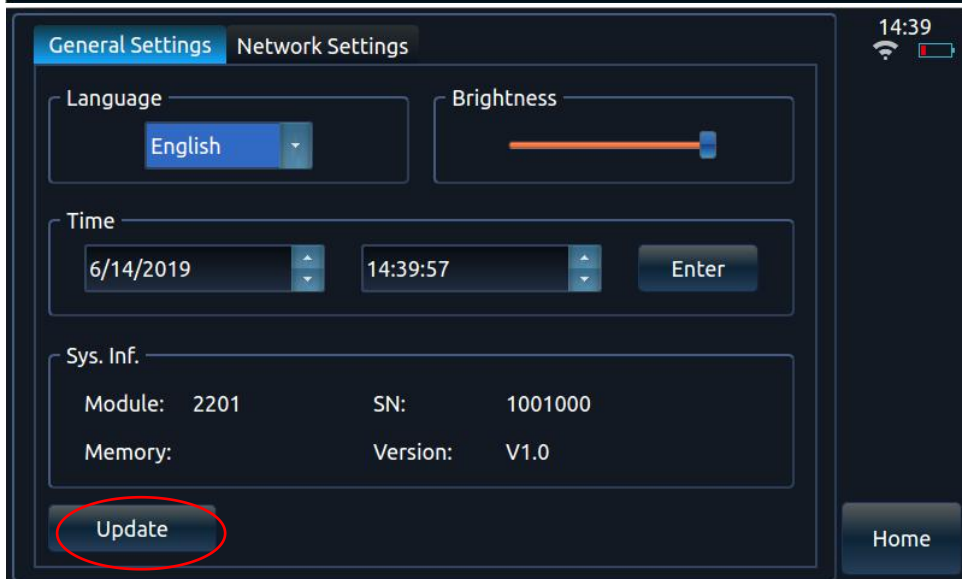 General Settings Network Settings
14:39
Language
Brightness
English
Time
6/14/2019 14:39:57 Enter
Sys. Inf.
Module: 2201 SN: 1001000
Memory: Version: V1.0
Update
Home